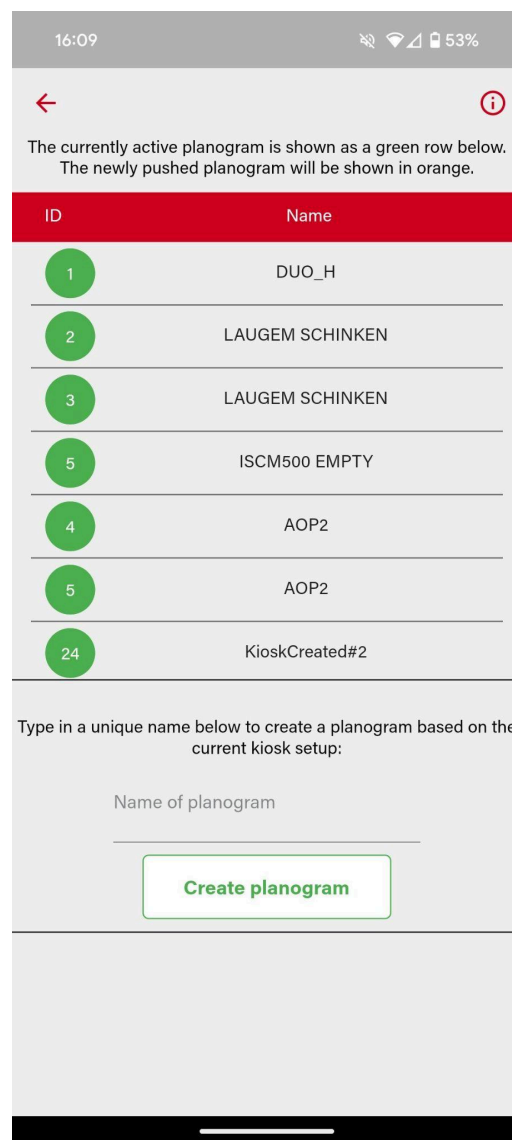 16:09 53%
The currently active planogram is shown as a green row below.
The newly pushed planogram will be shown in orange.
ID Name
1 DUO_H
2 LAUGEM SCHINKEN
3 LAUGEM SCHINKEN
5 ISCM500 EMPTY
4 AOP2
5 AOP2
24 KioskCreated#2
Type in a unique name below to create a planogram based on the
current kiosk setup:
Name of planogram
Create planogram